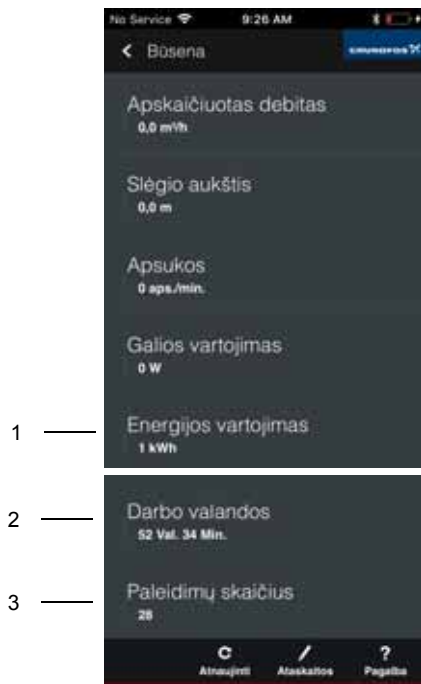 No Service 9:26 AM
Būsena GRUNDFOS
Apskaičiuotas debitas
0,0 m³/h
Slėgio aukštis
0,0 m
Apsukos
0 aps./min.
Galios vartojimas
0 W
1 Energijos vartojimas
1 kWh
2 Darbo valandos
52 Val. 34 Min.
3 Paleidimų skaičius
28
Atnaujinti Ataskaitos Pagalba